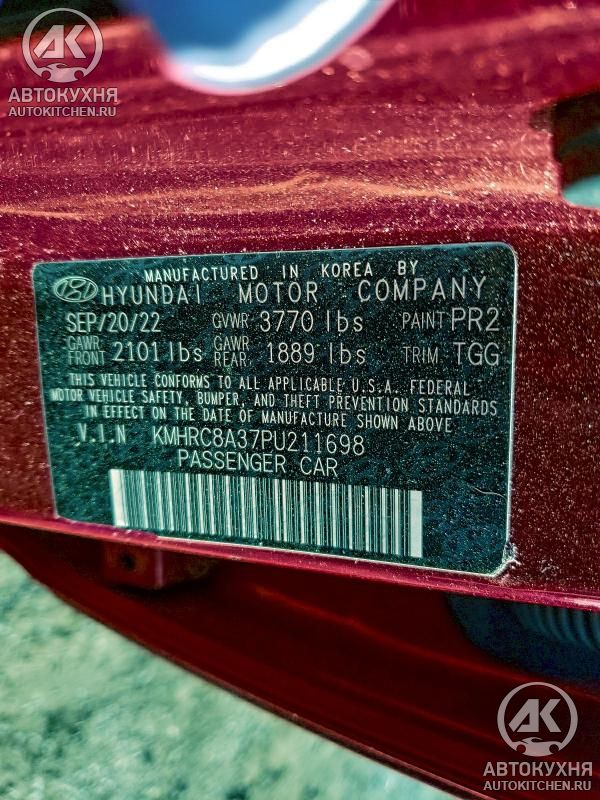 АК
АВТОКУХНЯ
AUTOKITCHEN.RU
MANUFACTURED IN KOREA BY
HYUNDAI MOTOR COMPANY
SEP/20/22 GVWR 3770 lbs PAINT PR2
GAWR FRONT 2101 lbs GAWR REAR. 1889 lbs TRIM. TGG
THIS VEHICLE CONFORMS TO ALL APPLICABLE U.S.A. FEDERAL
MOTOR VEHICLE SAFETY, BUMPER, AND THEFT PREVENTION STANDARDS
IN EFFECT ON THE DATE OF MANUFACTURE SHOWN ABOVE.
V.I.N KMHRC8A37PU211698
PASSENGER CAR
АК
АВТОКУХНЯ
AUTOKITCHEN.RU